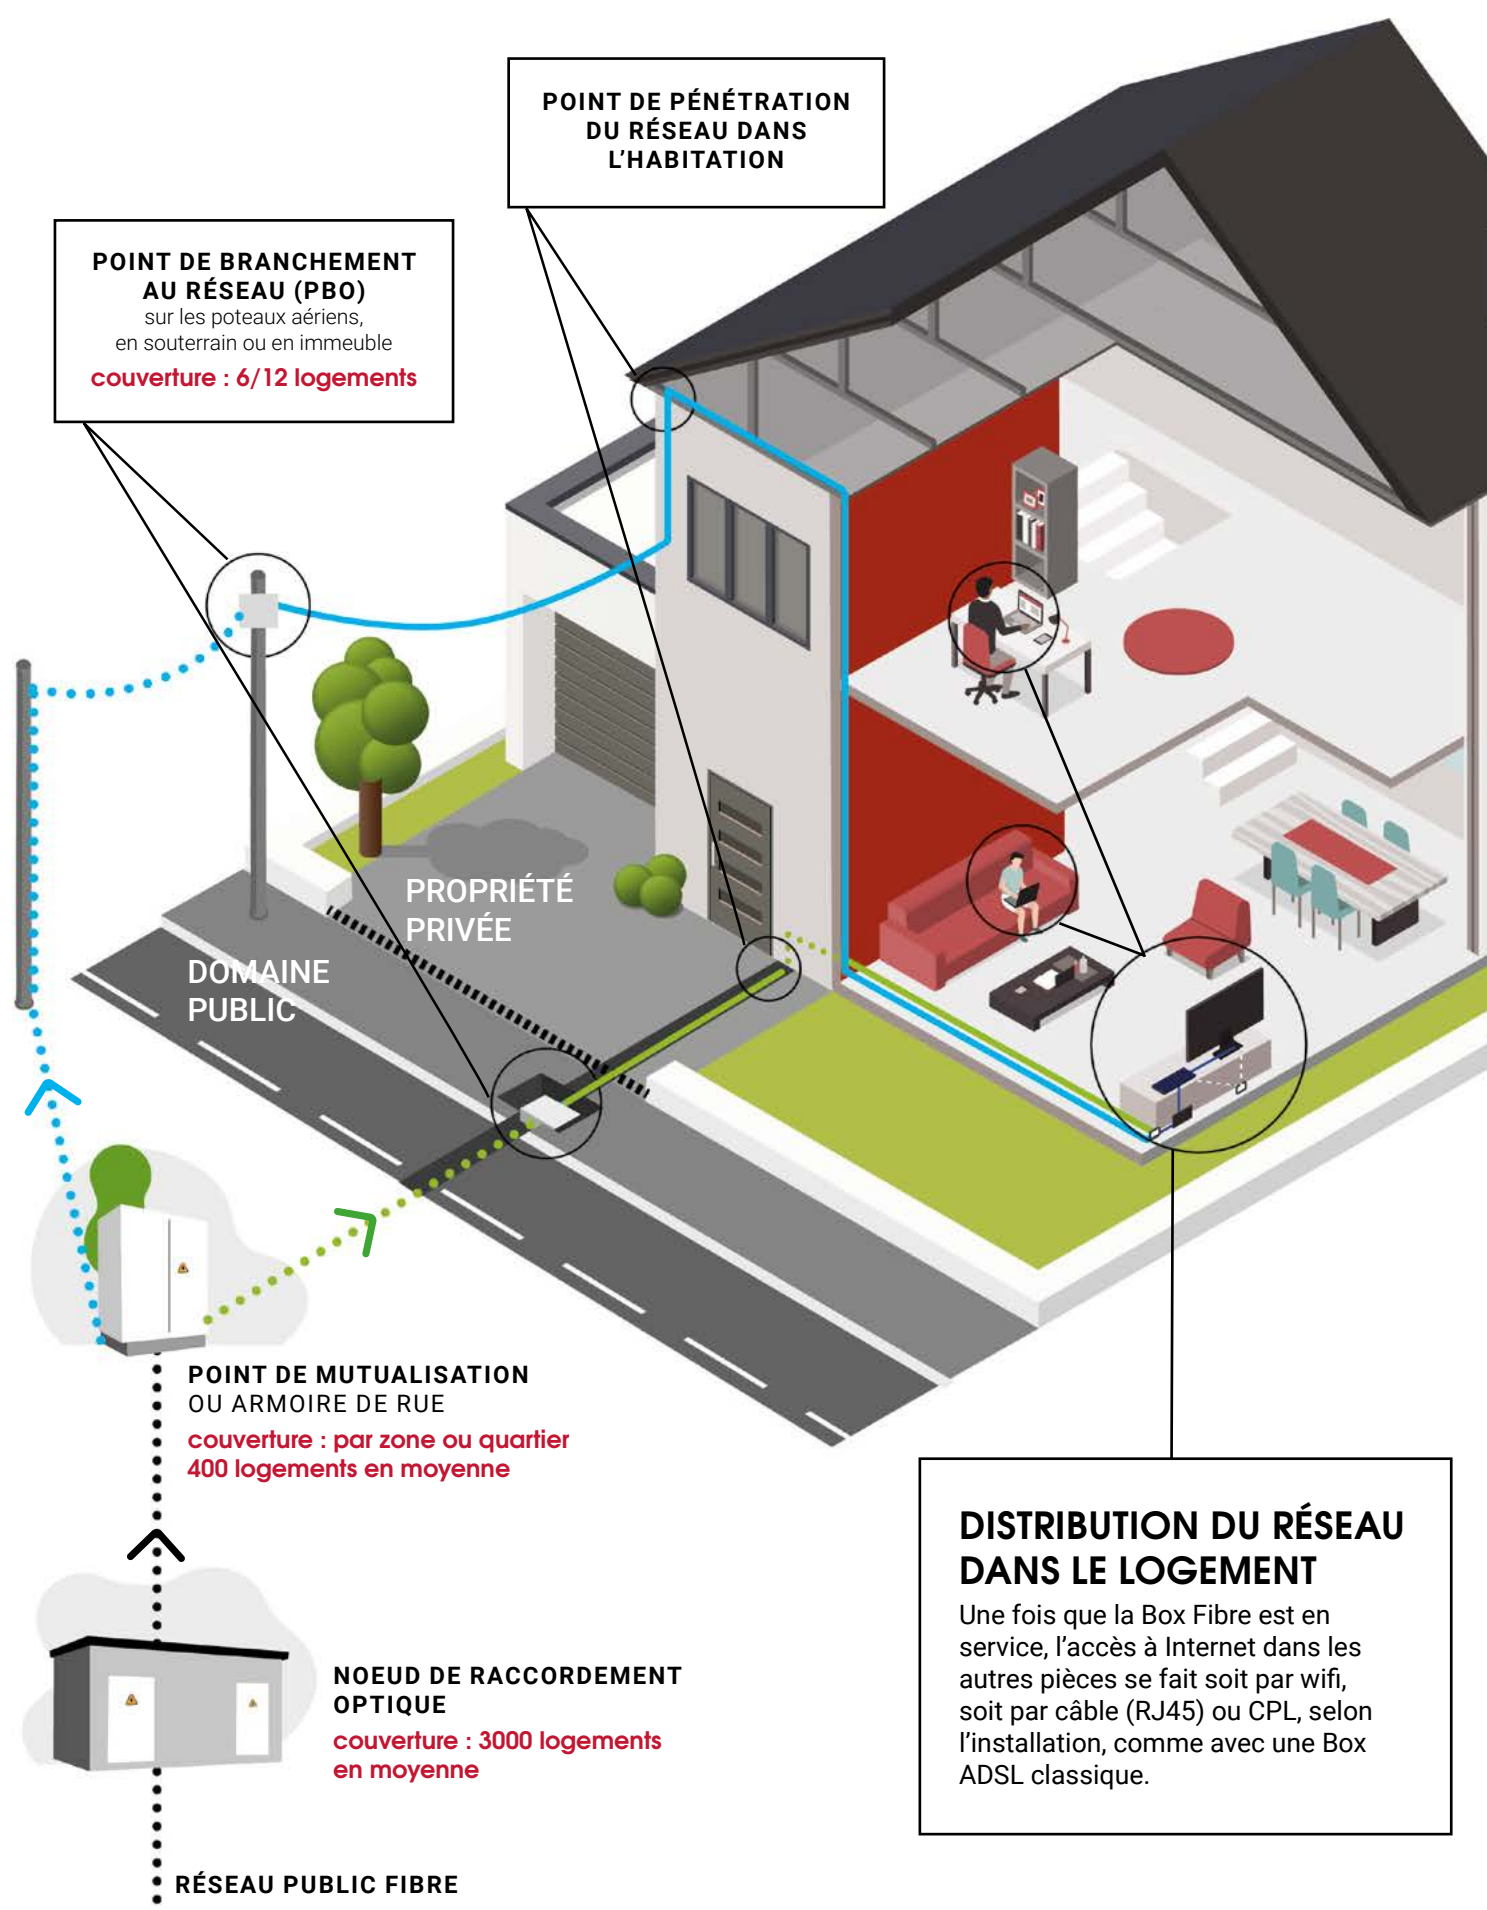 POINT DE PÉNÉTRATION
DU RÉSEAU DANS
L'HABITATION
POINT DE BRANCHEMENT
AU RÉSEAU (PBO)
sur les poteaux aériens,
en souterrain ou en immeuble
couverture : 6/12 logements
PROPRIÉTÉ
PRIVÉE
DOMAINE
PUBLIC
POINT DE MUTUALISATION
OU ARMOIRE DE RUE
couverture : par zone ou quartier
400 logements en moyenne
DISTRIBUTION DU RÉSEAU
DANS LE LOGEMENT
Une fois que la Box Fibre est en
service, l'accès à Internet dans les
autres pièces se fait soit par wifi,
soit par câble (RJ45) ou CPL, selon
l'installation, comme avec une Box
ADSL classique.
NOEUD DE RACCORDEMENT
OPTIQUE
couverture : 3000 logements
en moyenne
RÉSEAU PUBLIC FIBRE